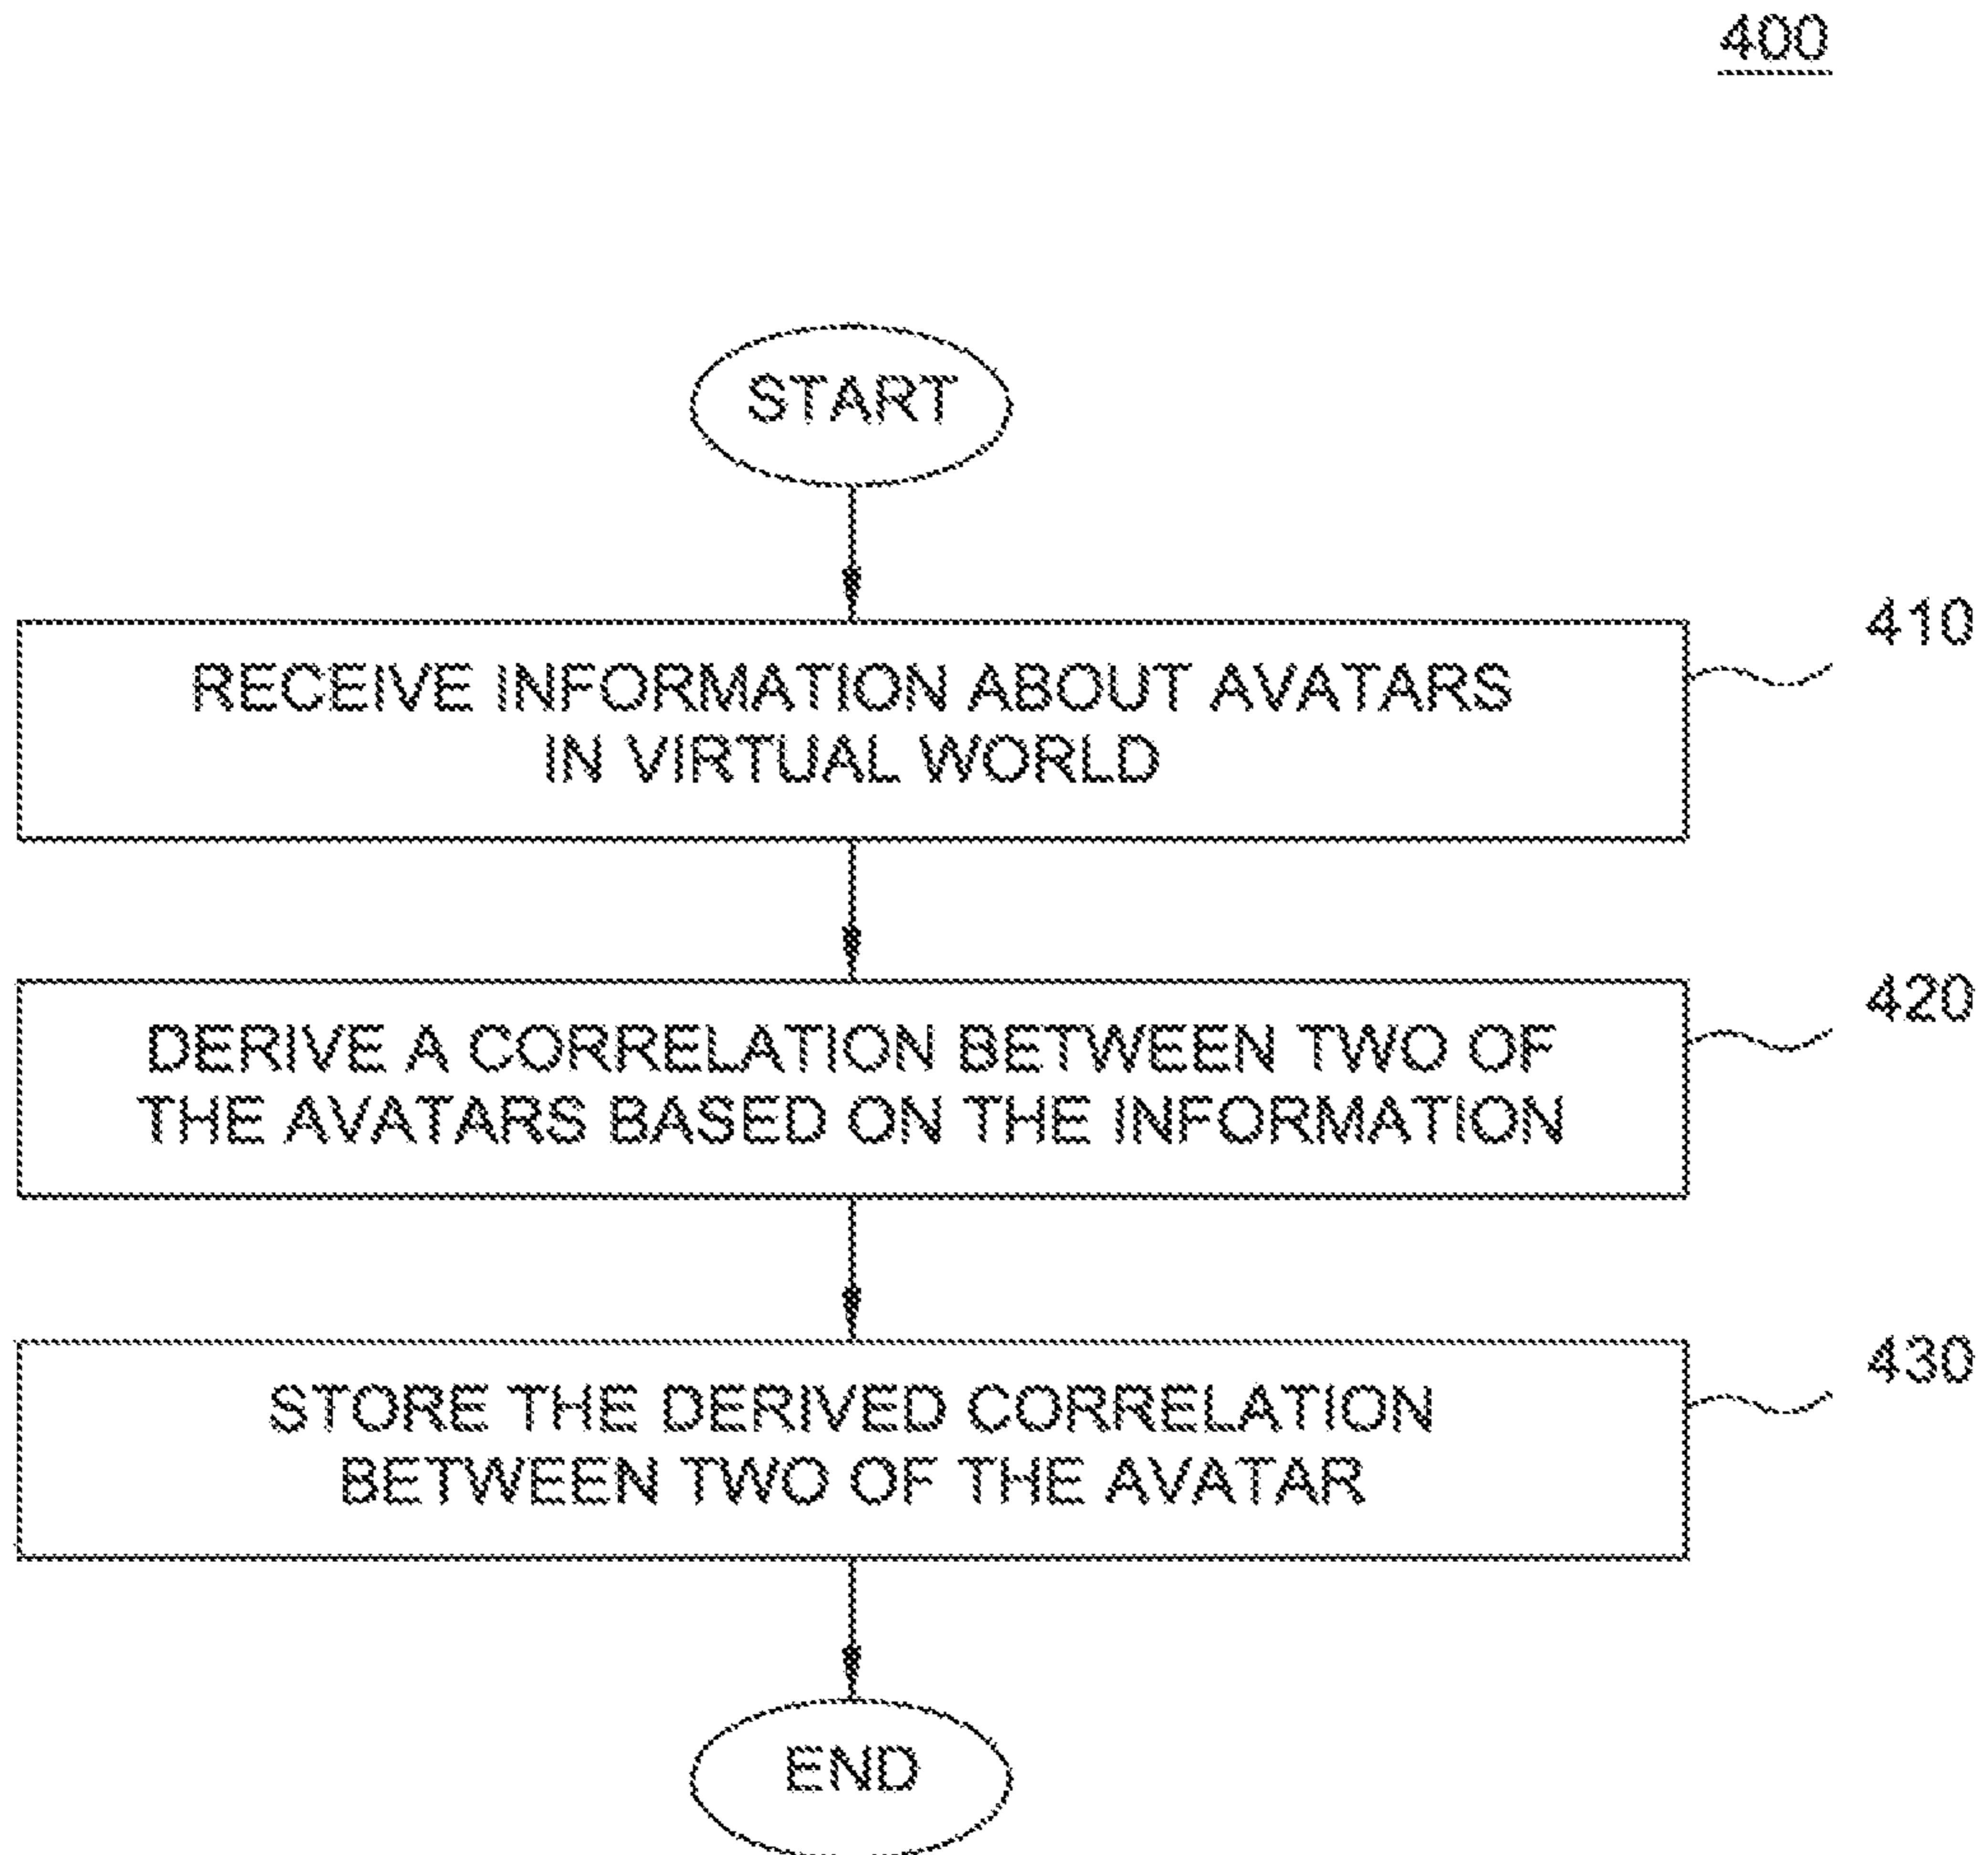 400
START
410
RECEIVE INFORMATION ABOUT AVATARS
IN VIRTUAL WORLD
420
DERIVE A CORRELATION BETWEEN TWO OF
THE AVATARS BASED ON THE INFORMATION
430
STORE THE DERIVED CORRELATION
BETWEEN TWO OF THE AVATAR
END